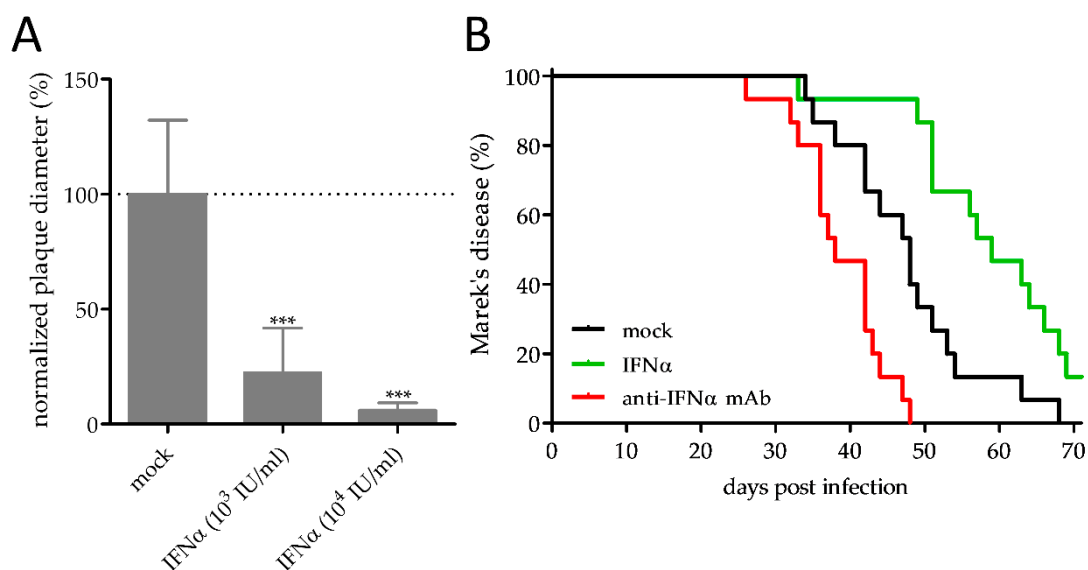 A
normalized plaque diameter (%)
150
100
50
0
***
***
mock
IFNα (10³ IU/ml)
IFNα (10⁴ IU/ml)
B
Marek's disease (%)
100
80
60
40
20
0
mock
IFNα
anti-IFNα mAb
0 10 20 30 40 50 60 70
days post infection